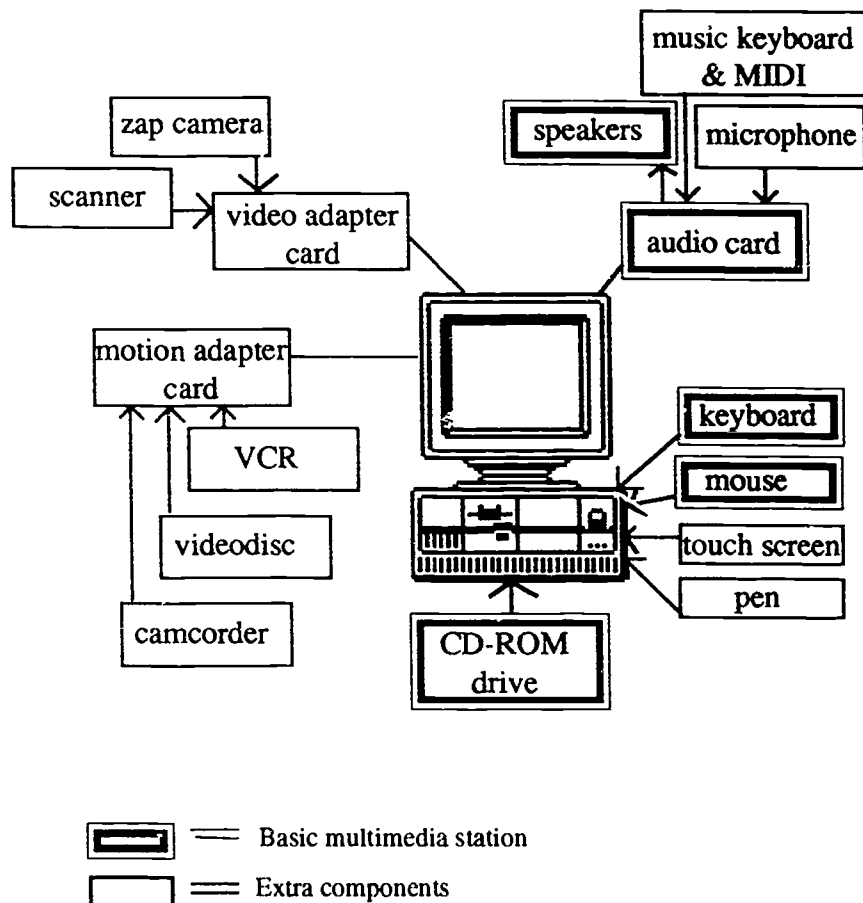 music keyboard
& MIDI
zap camera
speakers
microphone
scanner
video adapter
card
audio card
motion adapter
card
keyboard
VCR
mouse
videodisc
touch screen
pen
camcorder
CD-ROM
drive
Basic multimedia station
Extra components